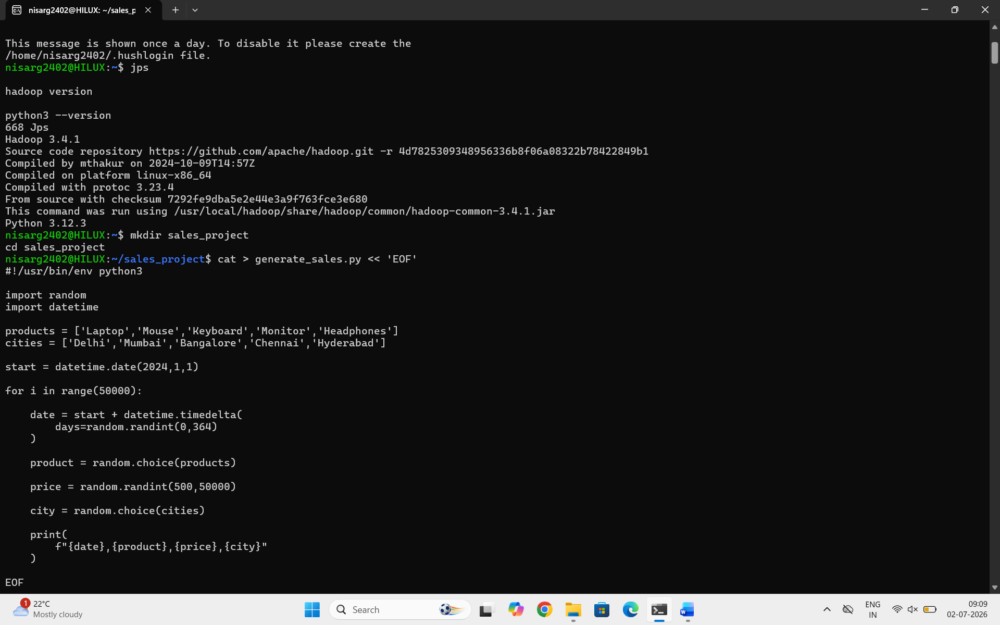 nisarg2402@HILUX: ~/sales_p
This message is shown once a day. To disable it please create the
/home/nisarg2402/.hushlogin file.
nisarg2402@HILUX:~$ jps
hadoop version
python3 --version
668 Jps
Hadoop 3.4.1
Source code repository https://github.com/apache/hadoop.git -r 4d7825309348956336b8f06a08322b78422849b1
Compiled by mthakur on 2024-10-09T14:57Z
Compiled on platform linux-x86_64
Compiled with protoc 3.23.4
From source with checksum 7292fe9dba5e2e44e3a9f763fce3e680
This command was run using /usr/local/hadoop/share/hadoop/common/hadoop-common-3.4.1.jar
Python 3.12.3
nisarg2402@HILUX:~$ mkdir sales_project
cd sales_project
nisarg2402@HILUX:~/sales_project$ cat > generate_sales.py << 'EOF'
#!/usr/bin/env python3
import random
import datetime
products = ['Laptop','Mouse','Keyboard','Monitor','Headphones']
cities = ['Delhi','Mumbai','Bangalore','Chennai','Hyderabad']
start = datetime.date(2024,1,1)
for i in range(50000):
    date = start + datetime.timedelta(
        days=random.randint(0,364)
    )
    product = random.choice(products)
    price = random.randint(500,50000)
    city = random.choice(cities)
    print(
        f"{date},{product},{price},{city}"
    )
EOF
1
22°C
Mostly cloudy
Search
W
ENG
IN
09:09
02-07-2026